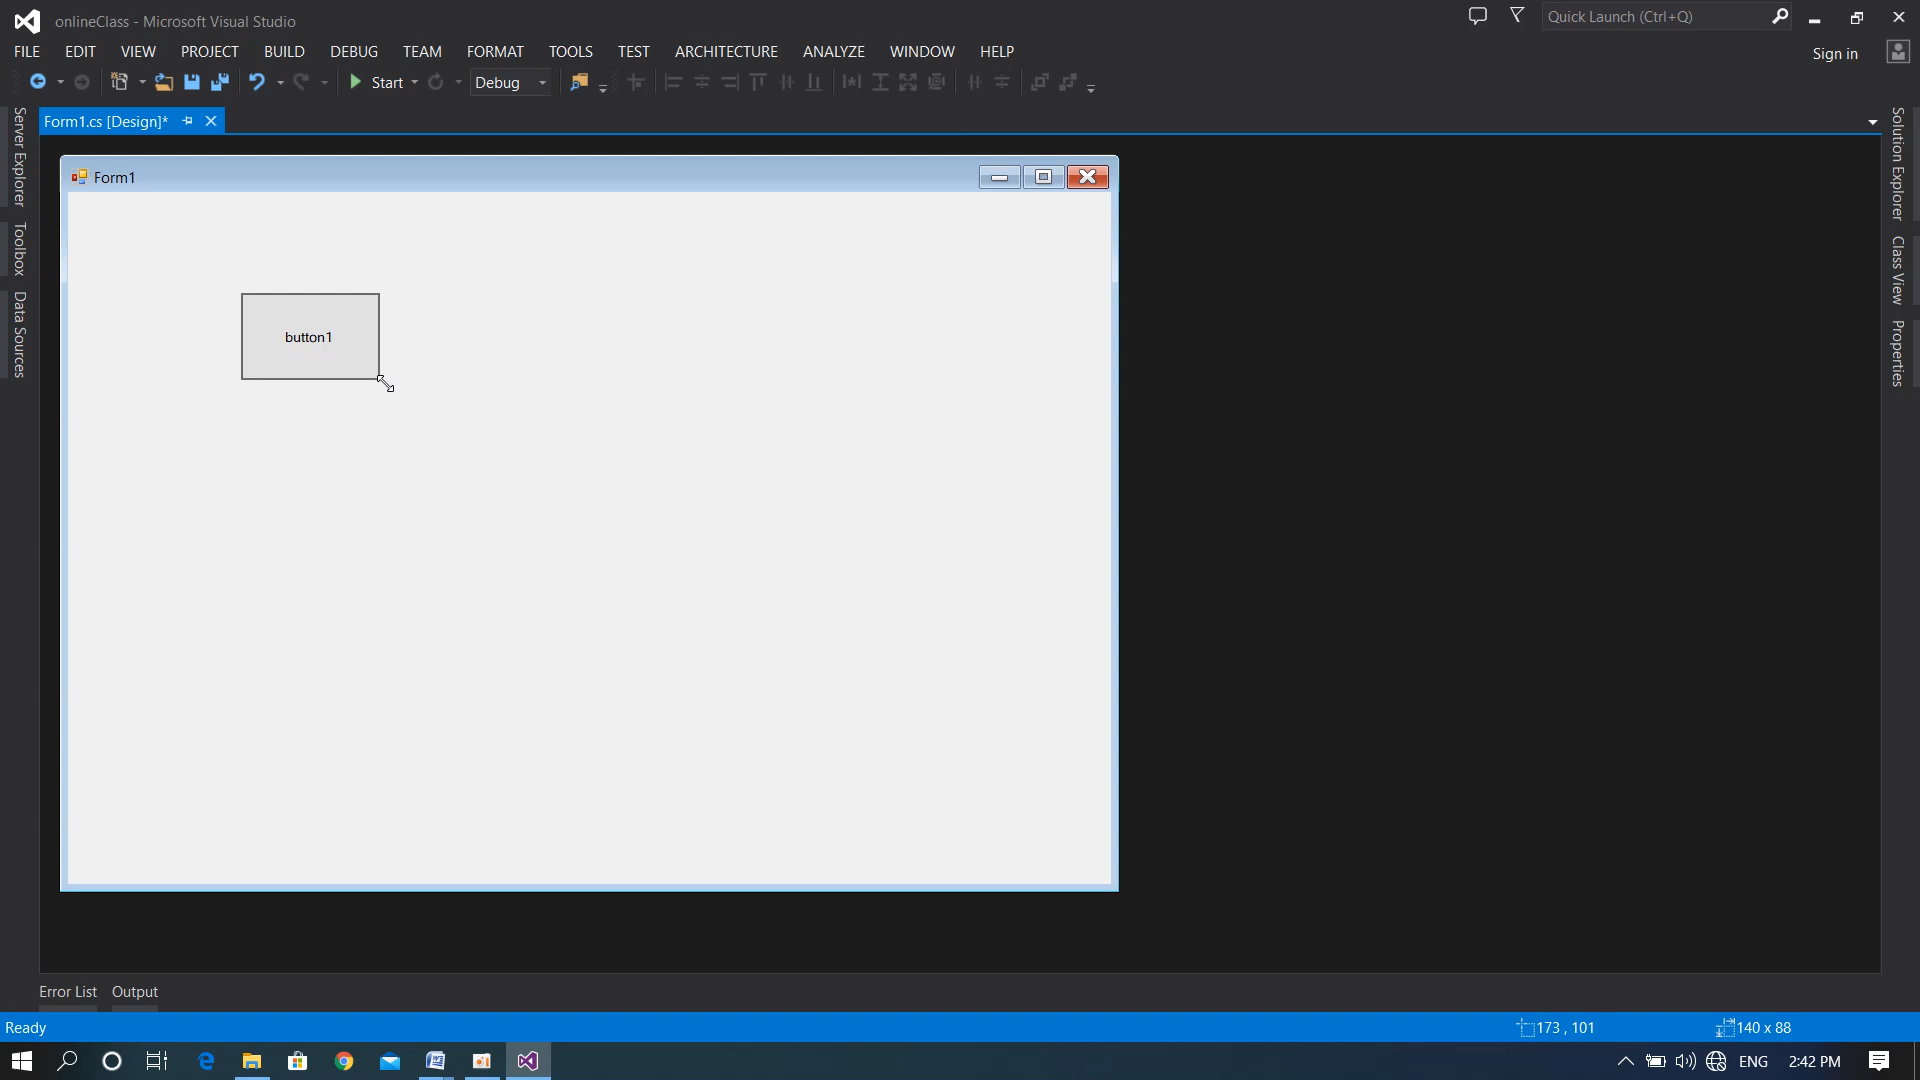 onlineClass - Microsoft Visual Studio
Quick Launch (Ctrl+Q)
FILE EDIT VIEW PROJECT BUILD DEBUG TEAM FORMAT TOOLS TEST ARCHITECTURE ANALYZE WINDOW HELP
Sign in
Start Debug
Form1.cs [Design]*
Server Explorer
Toolbox
Data Sources
Form1
button1
Solution Explorer
Class View
Properties
Error List Output
Ready
173 , 101
140 x 88
ENG 2:42 PM